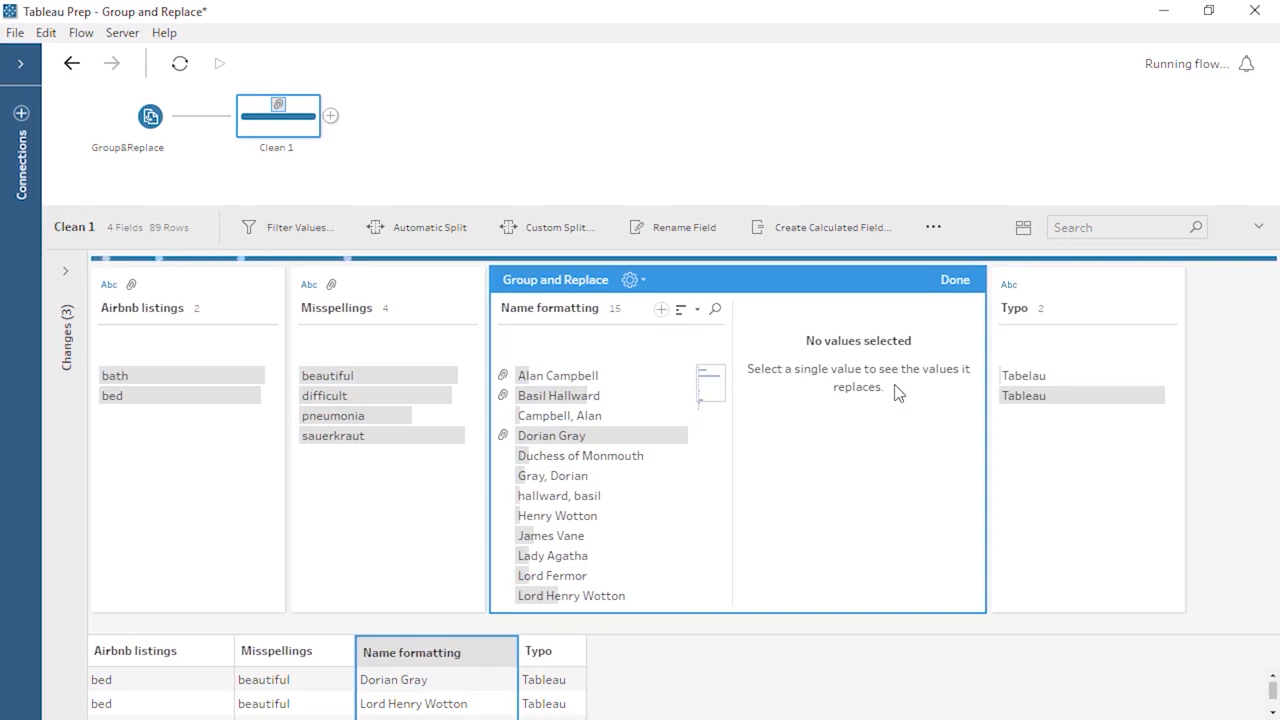 Tableau Prep - Group and Replace*
File Edit Flow Server Help
Running flow...
Connections
Group&Replace
Clean 1
Clean 1 4 Fields 89 Rows Filter Values... Automatic Split Custom Split... Rename Field Create Calculated Field... ••• Search
Changes (3)
Abc
Airbnb listings 2
bath
bed
Abc
Misspellings 4
beautiful
difficult
pneumonia
sauerkraut
Group and Replace Done
Name formatting 15
Alan Campbell
Basil Hallward
Campbell, Alan
Dorian Gray
Duchess of Monmouth
Gray, Dorian
hallward, basil
Henry Wotton
James Vane
Lady Agatha
Lord Fermor
Lord Henry Wotton
No values selected
Select a single value to see the values it
replaces.
Abc
Typo 2
Tabelau
Tableau
Airbnb listings Misspellings Name formatting Typo
bed beautiful Dorian Gray Tableau
bed beautiful Lord Henry Wotton Tableau